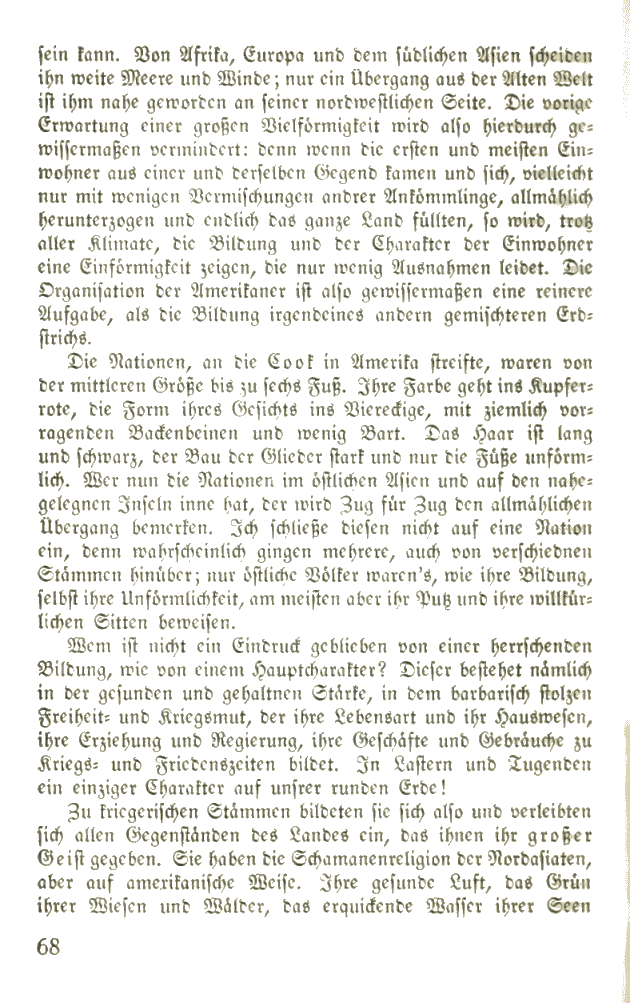 sein kann. Von Afrika, Europa und dem südlichen Asien scheiden
ihn weite Meere und Winde; nur ein Übergang aus der Alten Welt
ist ihm nahe geworden an seiner nordwestlichen Seite. Die vorige
Erwartung einer großen Vielförmigkeit wird also hierdurch ge-
wissermaßen vermindert: denn wenn die ersten und meisten Ein-
wohner aus einer und derselben Gegend kamen und sich, vielleicht
nur mit wenigen Vermischungen andrer Ankömmlinge, allmählich
herunterzogen und endlich das ganze Land füllten, so wird, trotz
aller Klimate, die Bildung und der Charakter der Einwohner
eine Einförmigkeit zeigen, die nur wenig Ausnahmen leidet. Die
Organisation der Amerikaner ist also gewissermaßen eine reinere
Aufgabe, als die Bildung irgendeines andern gemischteren Erd-
strichs.
Die Nationen, an die Cook in Amerika streifte, waren von
der mittleren Größe bis zu sechs Fuß. Ihre Farbe geht ins Kupfer-
rote, die Form ihres Gesichts ins Viereckige, mit ziemlich vor-
ragenden Backenbeinen und wenig Bart. Das Haar ist lang
und schwarz, der Bau der Glieder stark und nur die Füße unförm-
lich. Wer nun die Nationen im östlichen Asien und auf den nahe-
gelegnen Inseln inne hat, der wird Zug für Zug den allmählichen
Übergang bemerken. Ich schließe diesen nicht auf eine Nation
ein, denn wahrscheinlich gingen mehrere, auch von verschiednen
Stämmen hinüber; nur östliche Völker waren's, wie ihre Bildung,
selbst ihre Unförmlichkeit, am meisten aber ihr Putz und ihre willkür-
lichen Sitten beweisen.
Wem ist nicht ein Eindruck geblieben von einer herrschenden
Bildung, wie von einem Hauptcharakter? Dieser bestehet nämlich
in der gesunden und gehaltnen Stärke, in dem barbarisch stolzen
Freiheit- und Kriegsmut, der ihre Lebensart und ihr Hauswesen,
ihre Erziehung und Regierung, ihre Geschäfte und Gebräuche zu
Kriegs- und Friedenszeiten bildet. In Lastern und Tugenden
ein einziger Charakter auf unsrer runden Erde!
Zu kriegerischen Stämmen bildeten sie sich also und verleibten
sich allen Gegenständen des Landes ein, das ihnen ihr großer
Geist gegeben. Sie haben die Schamanenreligion der Nordasiaten,
aber auf amerikanische Weise. Ihre gesunde Luft, das Grün
ihrer Wiesen und Wälder, das erquickende Wasser ihrer Seen
68